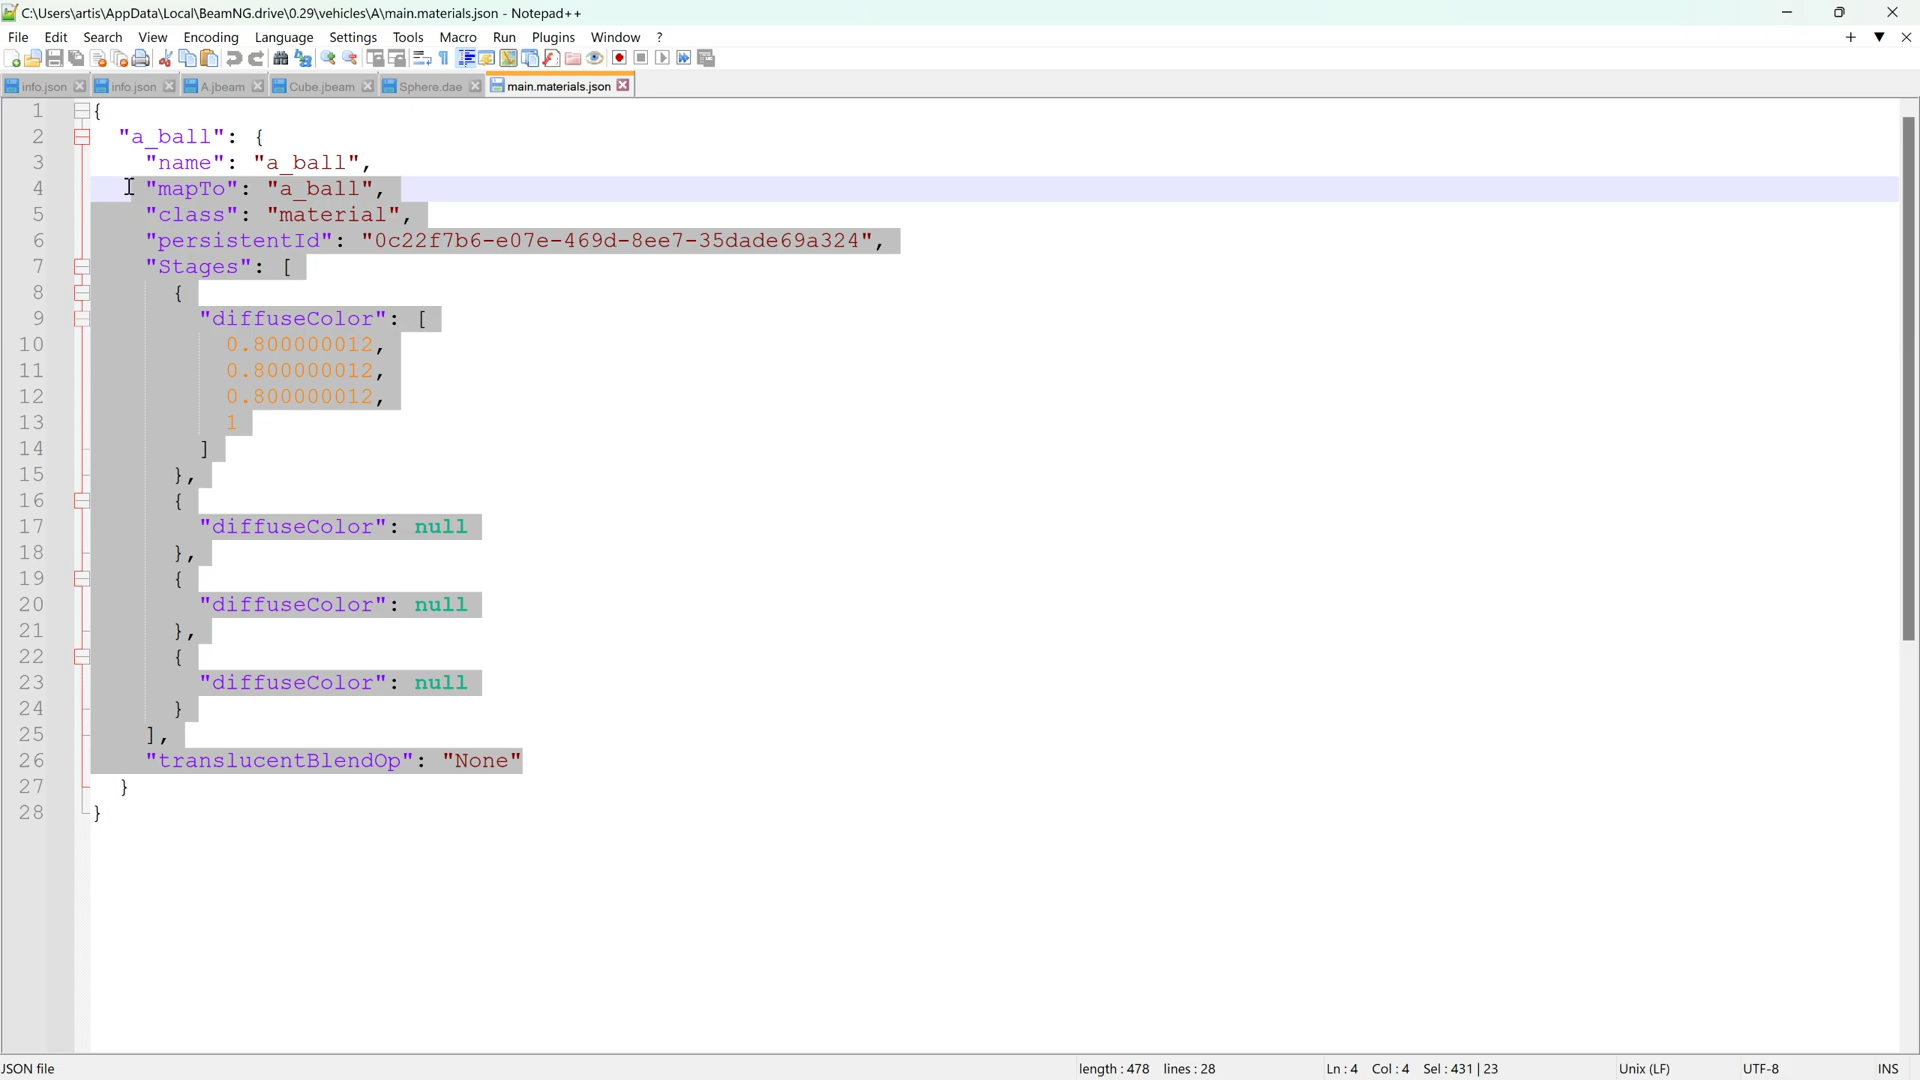 C:\Users\artis\AppData\Local\BeamNG.drive\0.29\vehicles\A\main.materials.json - Notepad++
File Edit Search View Encoding Language Settings Tools Macro Run Plugins Window ?
info.json info.json A.jbeam Cube.jbeam Sphere.dae main.materials.json
1 {
2 "a_ball": {
3 "name": "a_ball",
4 "mapTo": "a_ball",
5 "class": "material",
6 "persistentId": "0c22f7b6-e07e-469d-8ee7-35dade69a324",
7 "Stages": [
8 {
9 "diffuseColor": [
10 0.800000012,
11 0.800000012,
12 0.800000012,
13 1
14 ]
15 },
16 {
17 "diffuseColor": null
18 },
19 {
20 "diffuseColor": null
21 },
22 {
23 "diffuseColor": null
24 }
25 ],
26 "translucentBlendOp": "None"
27 }
28 }
JSON file length : 478 lines : 28 Ln : 4 Col : 4 Sel : 431 | 23 Unix (LF) UTF-8 INS